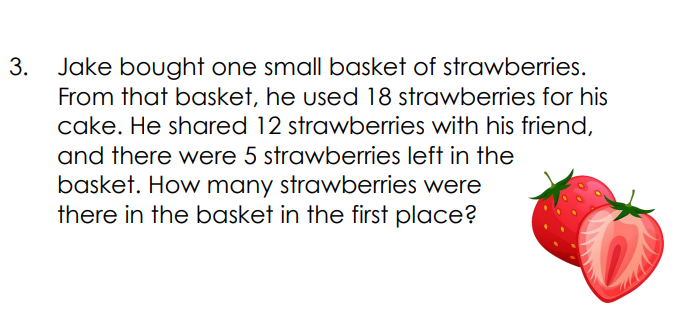 3. Jake bought one small basket of strawberries.
From that basket, he used 18 strawberries for his
cake. He shared 12 strawberries with his friend,
and there were 5 strawberries left in the
basket. How many strawberries were
there in the basket in the first place?